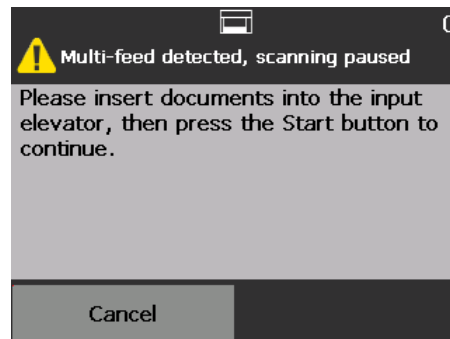 Multi-feed detected, scanning paused
Please insert documents into the input
elevator, then press the Start button to
continue.
Cancel